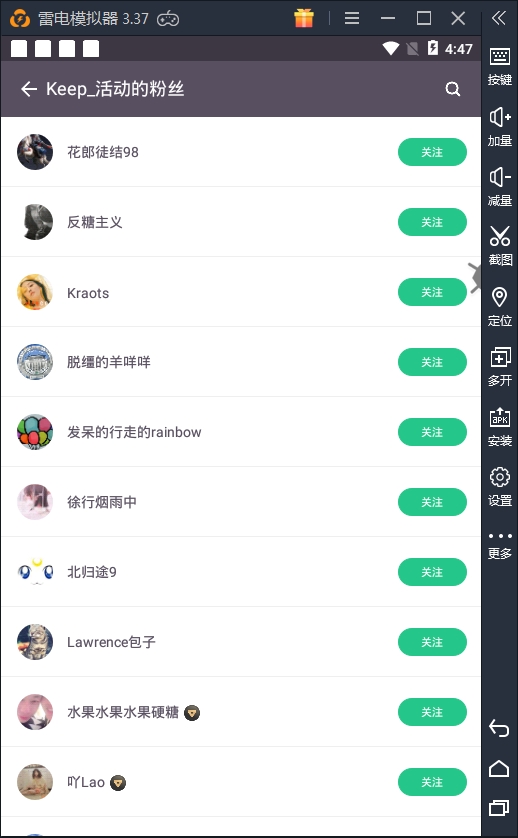 雷电模拟器 3.37
4:47
Keep_活动的粉丝
花郎徒结98
关注
反糖主义
关注
Kraots
关注
脱缰的羊咩咩
关注
发呆的行走的rainbow
关注
徐行烟雨中
关注
北归途9
关注
Lawrence包子
关注
水果水果水果硬糖
关注
吖Lao
关注
按键
加量
减量
截图
定位
多开
APK
安装
设置
更多